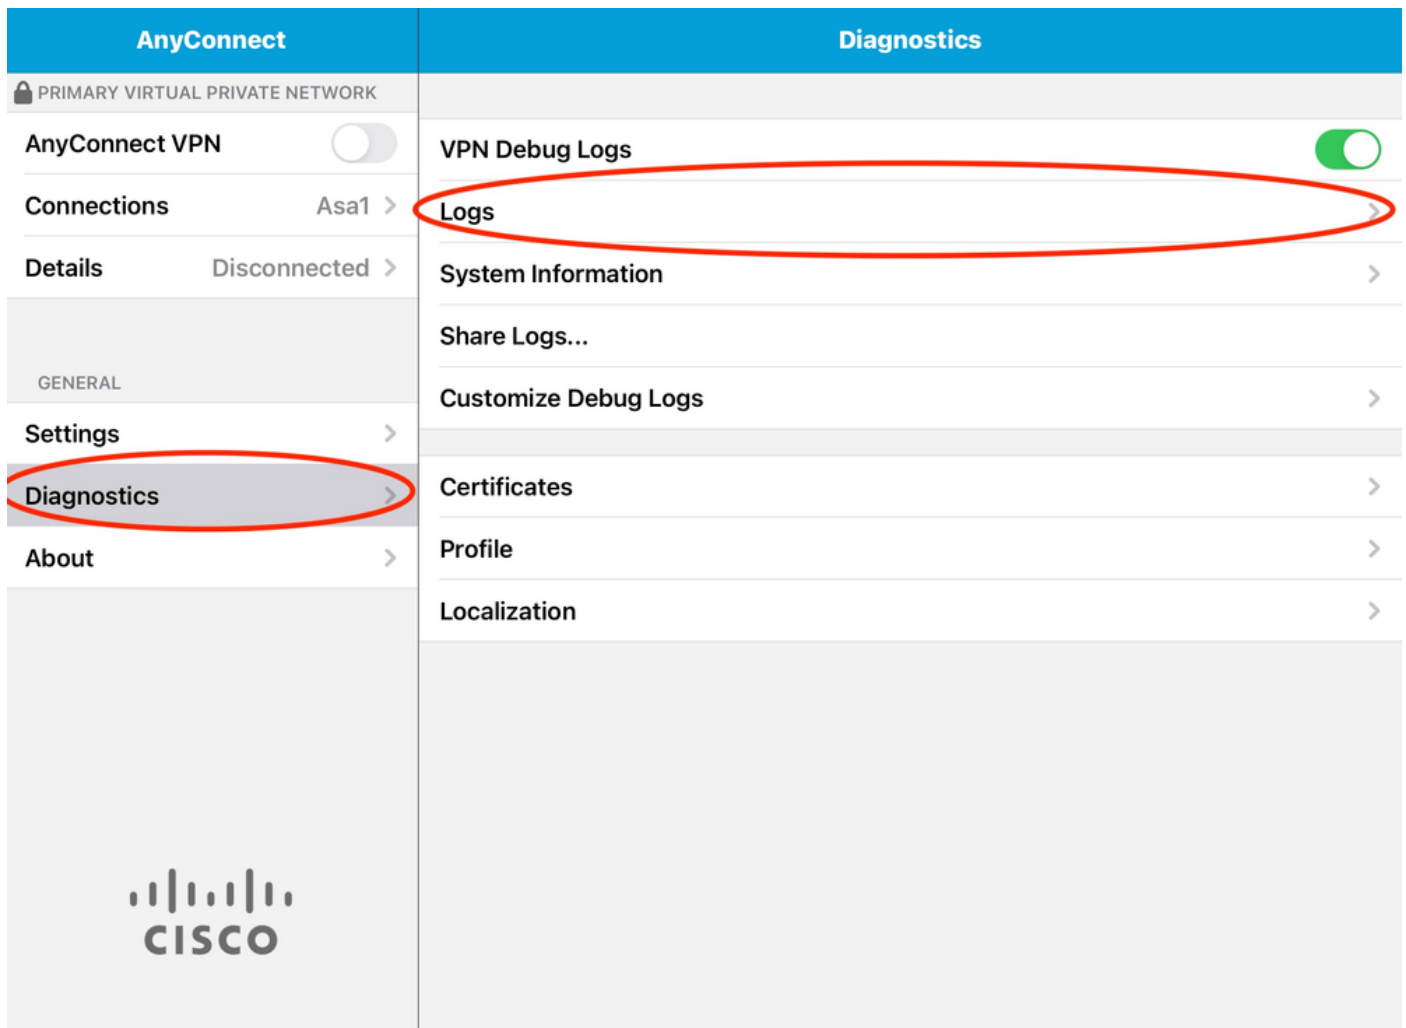 AnyConnect
PRIMARY VIRTUAL PRIVATE NETWORK
AnyConnect VPN
Connections Asa1
Details Disconnected
GENERAL
Settings
Diagnostics
About
CISCO
Diagnostics
VPN Debug Logs
Logs
System Information
Share Logs...
Customize Debug Logs
Certificates
Profile
Localization